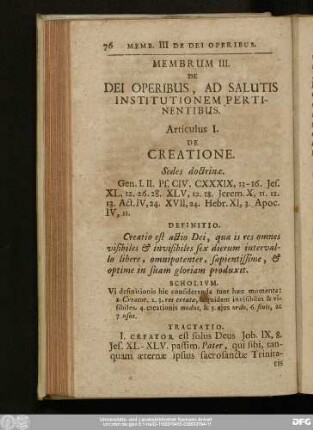 76 MEMB. III DE DEI OPERIBUS.
MEMBRUM III.
DE
DEI OPERIBUS, AD SALUTIS
INSTITUTIONEM PERTI-
NENTIBUS.
Articulus I.
DE
CREATIONE.
Sedes doctrinæ.
Gen. I. II. Pſ. CIV. CXXXIX, 13-16. Jeſ.
XL, 12. 26. 28. XLV, 12. 18. Jerem. X, 11. 12.
13. Act. IV, 24. XVII, 24. Hebr. XI, 3. Apoc.
IV, 11.
DEFINITIO.
Creatio eſt actio Dei, qua is res omnes
viſibiles & inviſibiles ſex dierum interval-
lo libere, omnipotenter, ſapientiſſime, &
optime in ſuam gloriam produxit.
SCHOLIUM.
Vi definitionis hic conſideranda ſunt hæc momenta:
1. Creator, 2. 3. res creatæ, inviſibiles & vi-
ſibiles. 4. creationis modus, & 5. ejus ordo, 6. finis, ac
7. uſus.
TRACTATIO.
I. CREATOR eſt ſolus Deus Job. IX, 8.
Jeſ. XL.-XLV. paſſim. Pater, qui ſibi, tan-
quam æternæ ipſius ſacroſanctæ Trinita-
tis